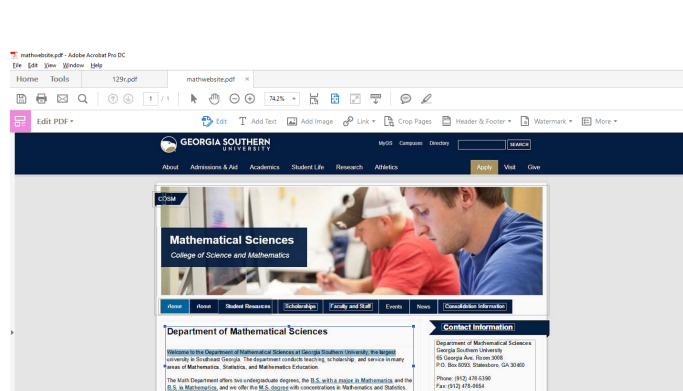 mathwebsite.pdf - Adobe Acrobat Pro DC
File Edit View Window Help
Home Tools 129r.pdf mathwebsite.pdf ×
1 / 1 74.2%
Edit PDF Edit Add Text Add Image Link Crop Pages Header & Footer Watermark More
GEORGIA SOUTHERN
UNIVERSITY
MyGS Campuses Directory SEARCH
About Admissions & Aid Academics Student Life Research Athletics Apply Visit Give
COSM
Mathematical Sciences
College of Science and Mathematics
Home About Student Resources Scholarships Faculty and Staff Events News Consolidation Information
Department of Mathematical Sciences
Welcome to the Department of Mathematical Sciences at Georgia Southern University, the largest
university in Southeast Georgia. The department conducts teaching, scholarship, and service in many
areas of Mathematics, Statistics, and Mathematics Education.
The Math Department offers two undergraduate degrees, the B.S. with a major in Mathematics and the
B.S. in Mathematics, and we offer the M.S. degree with concentrations in Mathematics and Statistics.
Contact Information
Department of Mathematical Sciences
Georgia Southern University
65 Georgia Ave. Room 3008
P.O. Box 8093, Statesboro, GA 30460
Phone: (912) 478-5390
Fax: (912) 478-0654